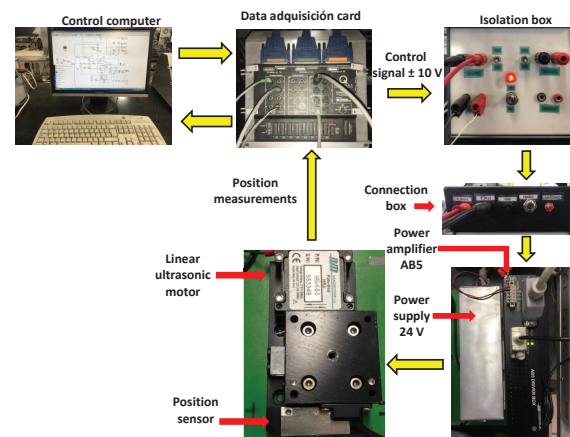 Control computer
Data adquisición card
Isolation box
Control
signal ± 10 V
Position
measurements
Connection
box
Power
amplifier
AB5
Linear
ultrasonic
motor
Power
supply
24 V
Position
sensor